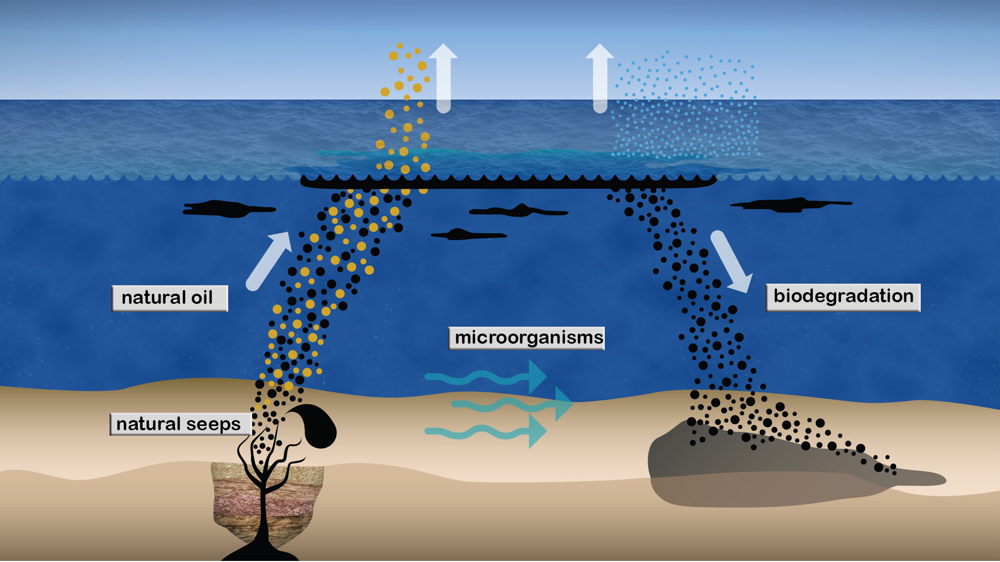 natural oil
biodegradation
microorganisms
natural seeps